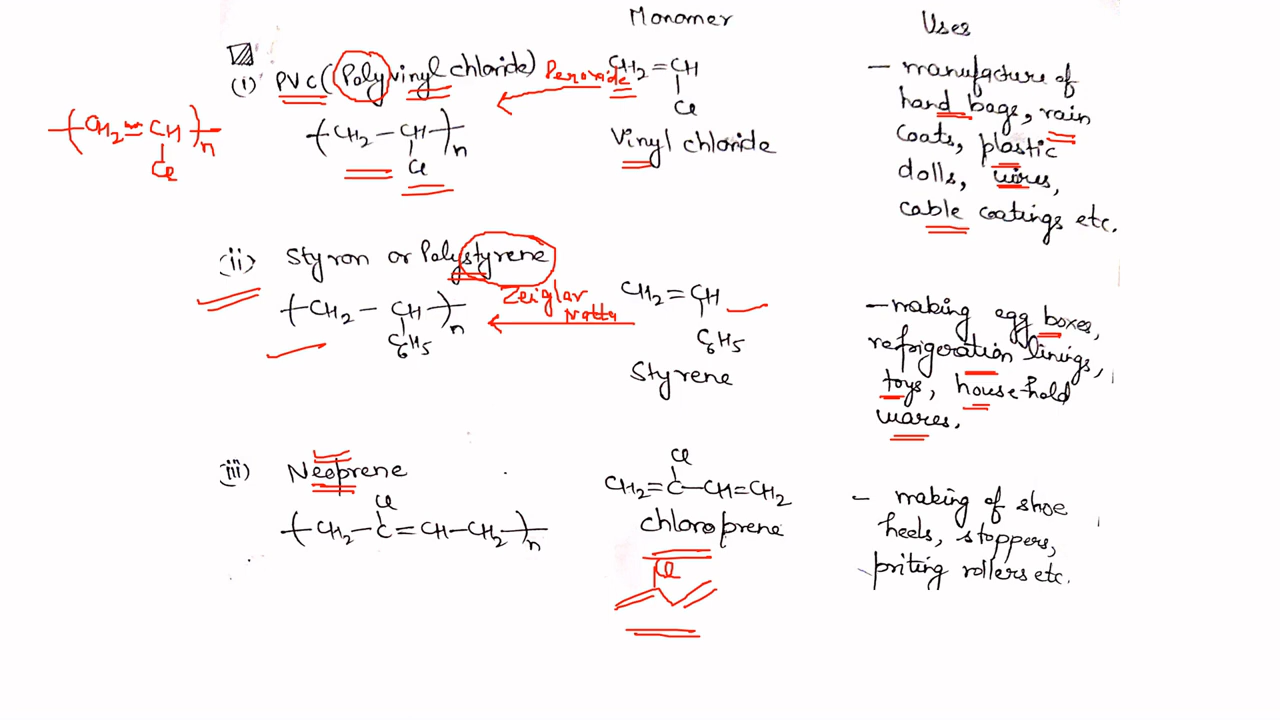 Monomer Uses
(i) PVC (Polyvinyl chloride) Peroxide CH2=CH
Cl
-(CH2=CH)-n
Cl
-(CH2-CH)-n
Cl
Vinyl chloride
- manufacture of
hand bags, rain
coats, plastic
dolls, wires,
cable coatings etc.
(ii) Styron or Polystyrene
Zeiglar
natta
-(CH2-CH)-n
C6H5
CH2=CH
C6H5
Styrene
- making egg boxes,
refrigeration linings,
toys, house-hold
wares.
(iii) Neoprene
Cl
-(CH2-C=CH-CH2)-n
Cl
CH2=C-CH=CH2
chloroprene
Cl
- making of shoe
heels, stoppers,
priting rollers etc.